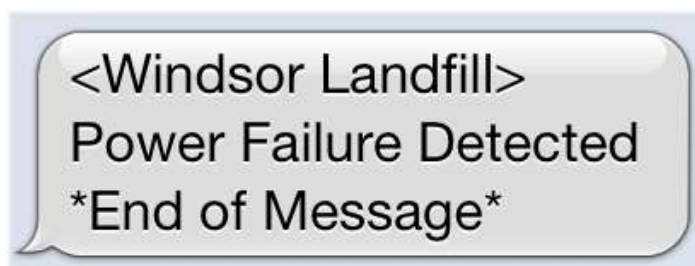 <Windsor Landfill>
Power Failure Detected
*End of Message*